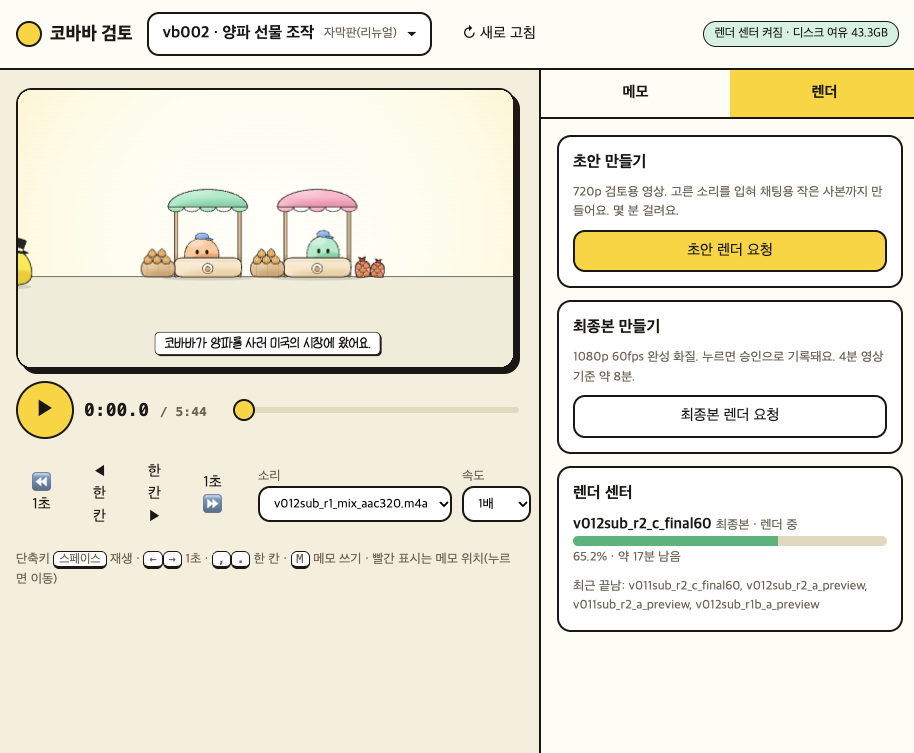 코바바 검토
vb002 · 양파 선물 조작 자막판(리뉴얼)
새로 고침
렌더 센터 켜짐 · 디스크 여유 43.3GB
코바바가 양파를 사러 미국의 시장에 왔어요.
0:00.0 / 5:44
1초
한
칸
한
칸
1초
소리
v012sub_r1_mix_aac320.m4a
속도
1배
단축키 스페이스 재생 · ← → 1초 · , . 한 칸 · M 메모 쓰기 · 빨간 표시는 메모 위치(누르
면 이동)
메모
렌더
초안 만들기
720p 검토용 영상. 고른 소리를 입혀 채팅용 작은 사본까지 만
들어요. 몇 분 걸려요.
초안 렌더 요청
최종본 만들기
1080p 60fps 완성 화질. 누르면 승인으로 기록돼요. 4분 영상
기준 약 8분.
최종본 렌더 요청
렌더 센터
v012sub_r2_c_final60 최종본 · 렌더 중
65.2% · 약 17분 남음
최근 끝남: v011sub_r2_c_final60, v012sub_r2_a_preview,
v011sub_r2_a_preview, v012sub_r1b_a_preview